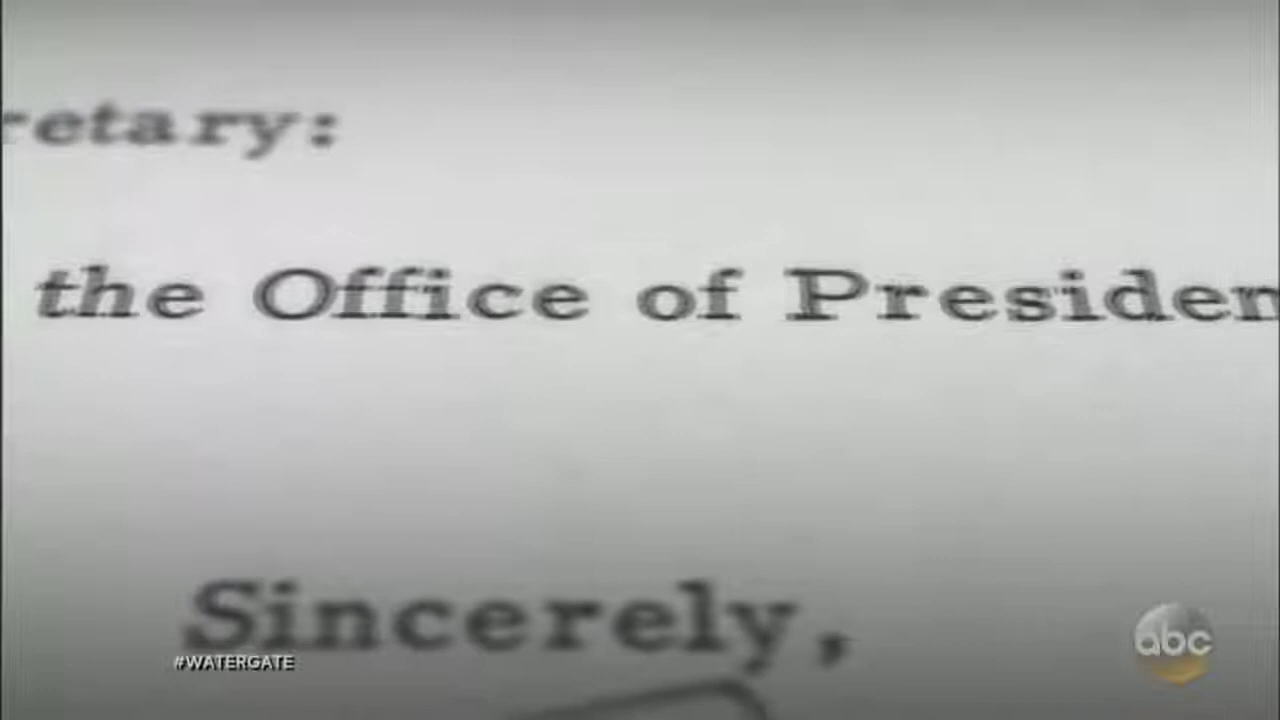 retary:
the Office of Presiden
Sincerely,
#WATERGATE
abc